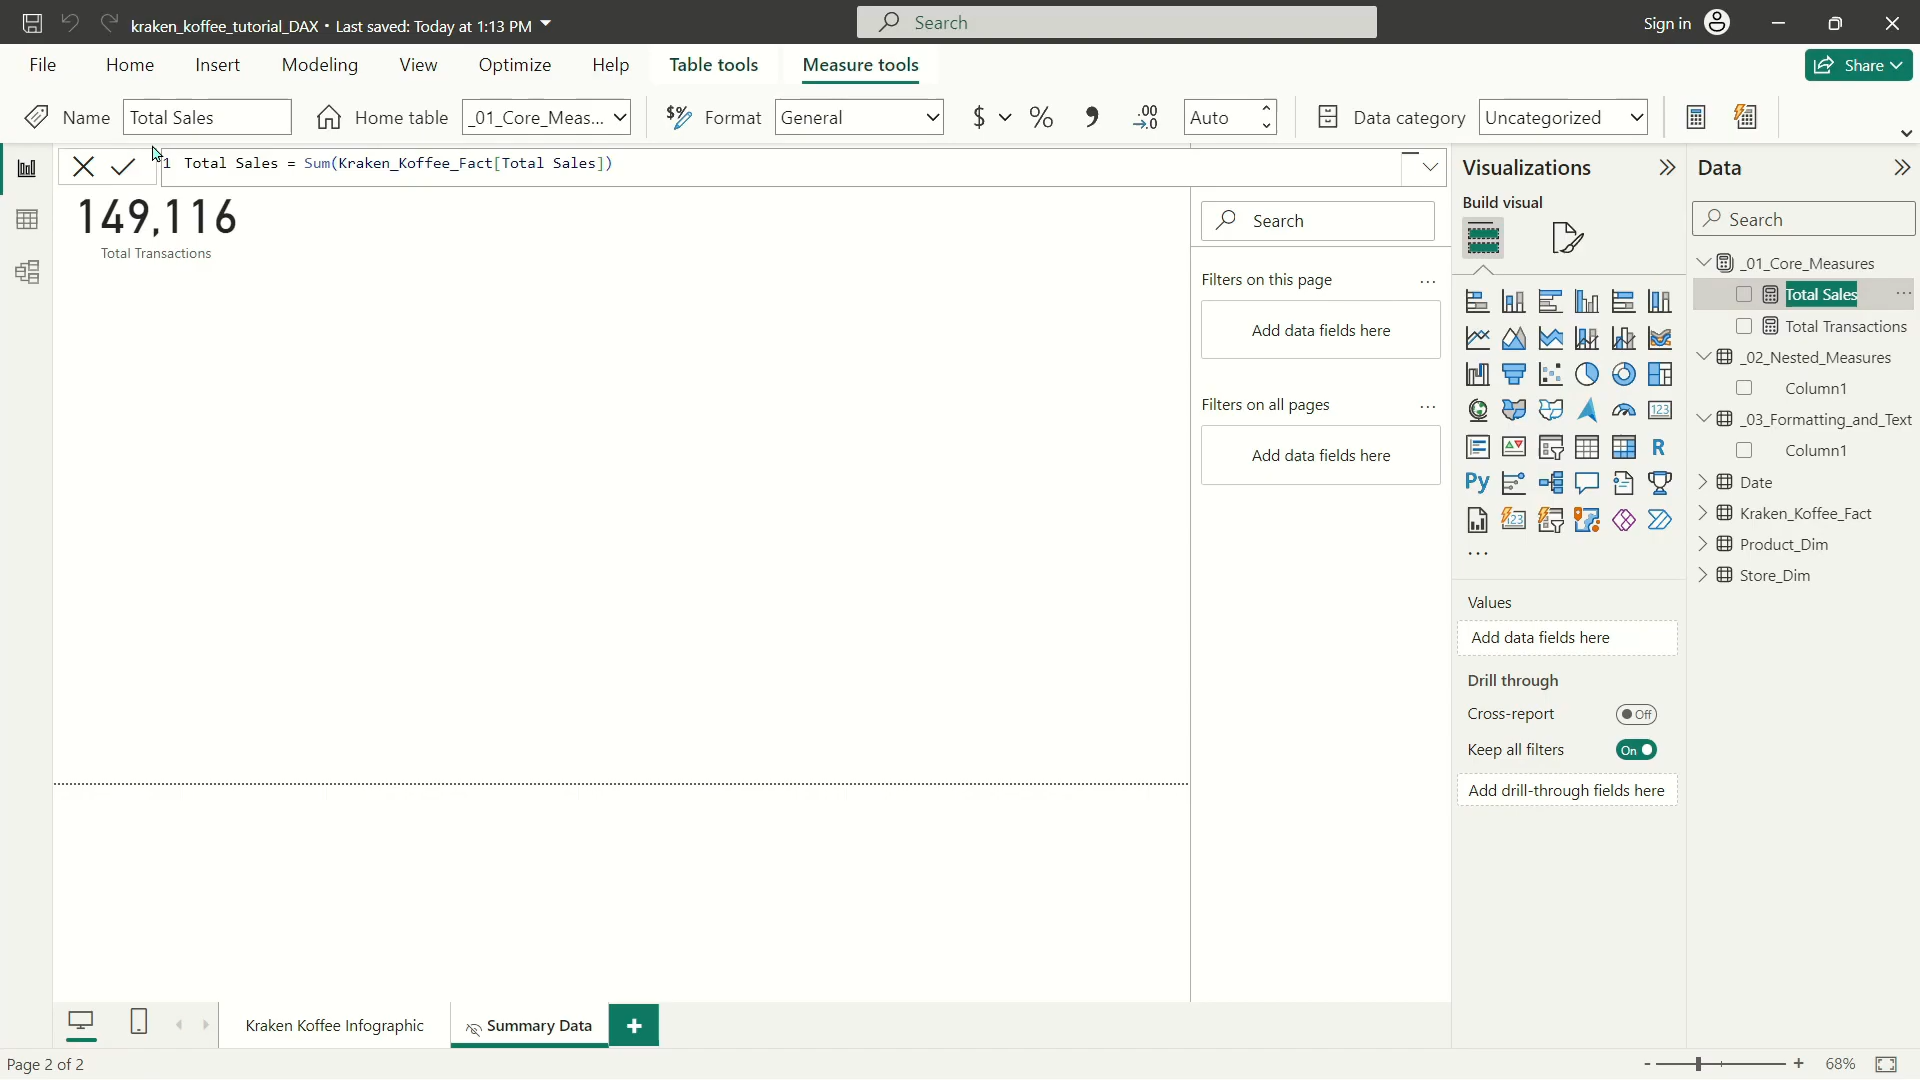 kraken_koffee_tutorial_DAX • Last saved: Today at 1:13 PM
Search
Sign in
File Home Insert Modeling View Optimize Help Table tools Measure tools
Share
Name Total Sales Home table _01_Core_Meas... Format General $ % , .00 →.0 Auto Data category Uncategorized
1 Total Sales = Sum(Kraken_Koffee_Fact[Total Sales])
149,116
Total Transactions
Search
Filters on this page ...
Add data fields here
Filters on all pages ...
Add data fields here
Visualizations
Build visual
123
R
Py
123
...
Values
Add data fields here
Drill through
Cross-report Off
Keep all filters On
Add drill-through fields here
Data
Search
_01_Core_Measures
Total Sales ...
Total Transactions
_02_Nested_Measures
Column1
_03_Formatting_and_Text
Column1
Date
Kraken_Koffee_Fact
Product_Dim
Store_Dim
Kraken Koffee Infographic Summary Data +
Page 2 of 2
- + 68%